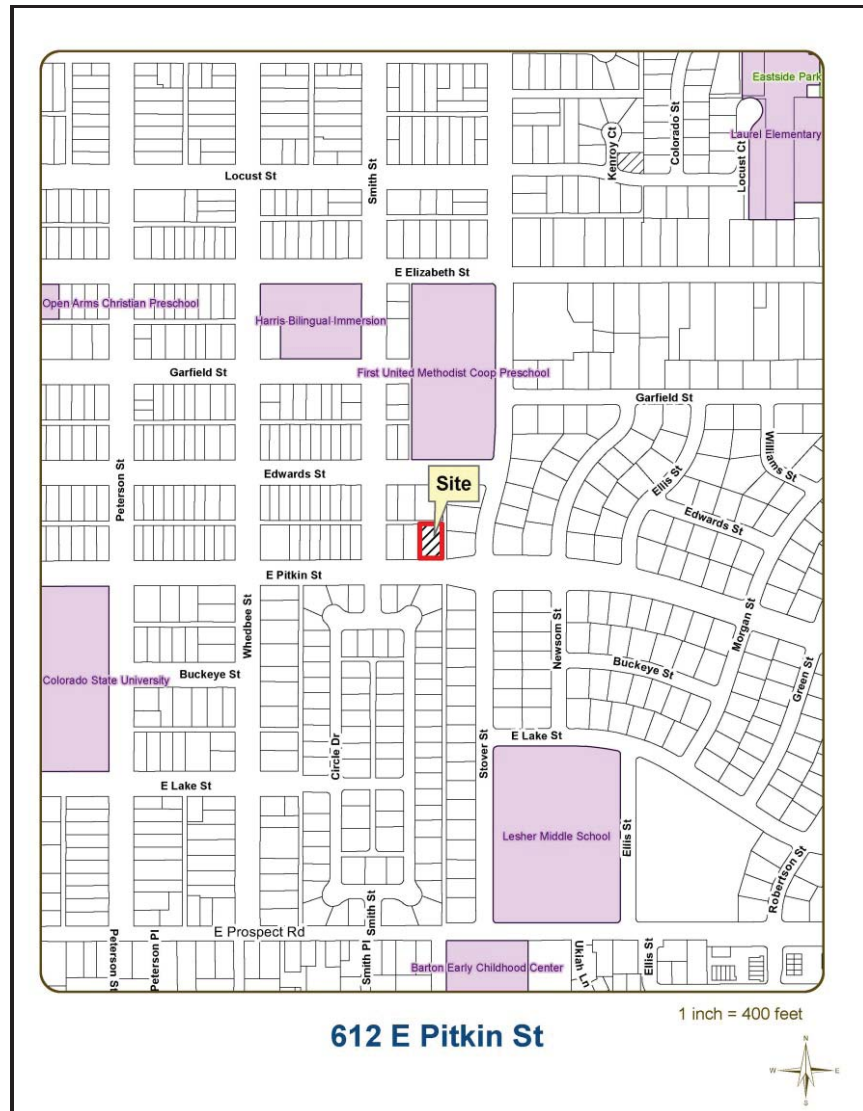 Eastside Park
Laurel Elementary
Kenroy Ct
Colorado St
Locust Ct
Locust St
Smith St
E Elizabeth St
Open Arms Christian Preschool
Harris Bilingual Immersion
First United Methodist Coop Preschool
Garfield St
Garfield St
Williams St
Ellis St
Edwards St
Peterson St
Edwards St
Site
E Pitkin St
Whedbee St
Newsom St
Morgan St
Buckeye St
Green St
Colorado State University
Buckeye St
Circle Dr
Stover St
E Lake St
E Lake St
Lesher Middle School
Ellis St
Robertson St
Smith St
E Prospect Rd
Peterson St
Peterson Pl
Smith Pl
Barton Early Childhood Center
Ukiah Ln
Ellis St
1 inch = 400 feet
612 E Pitkin St
N
W
E
S